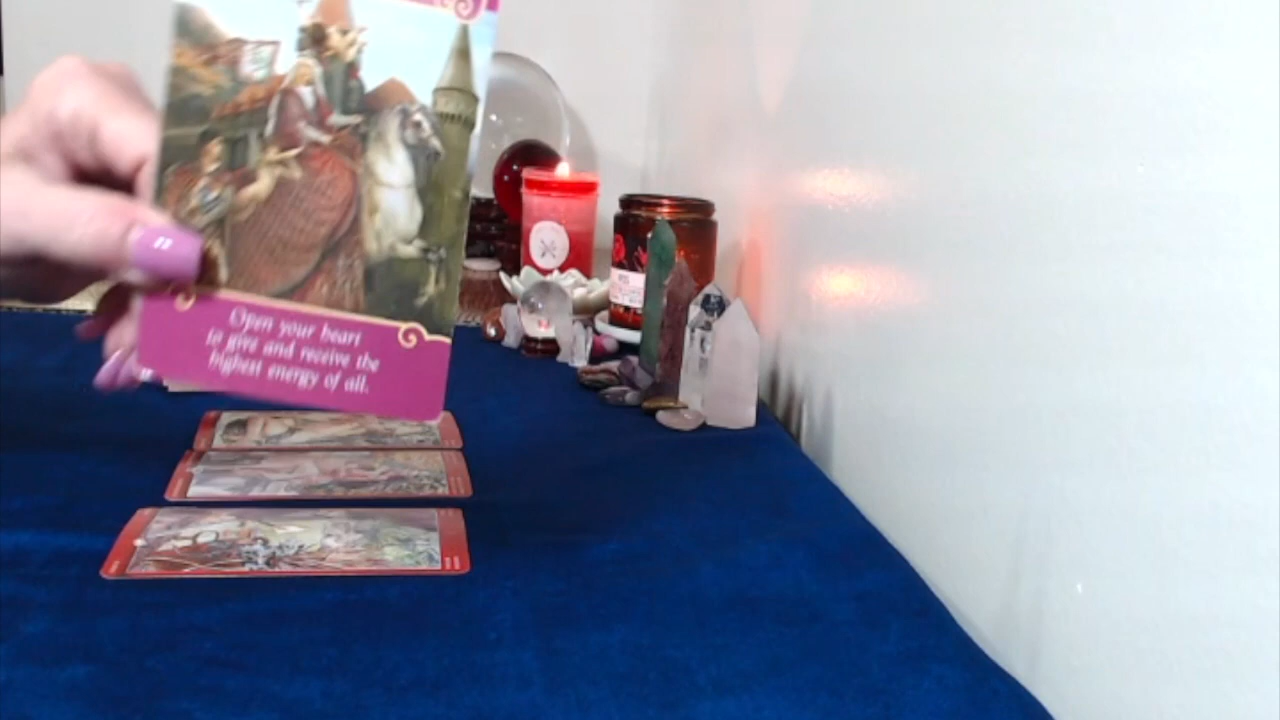 Open your heart
to give and receive the
highest energy of all.